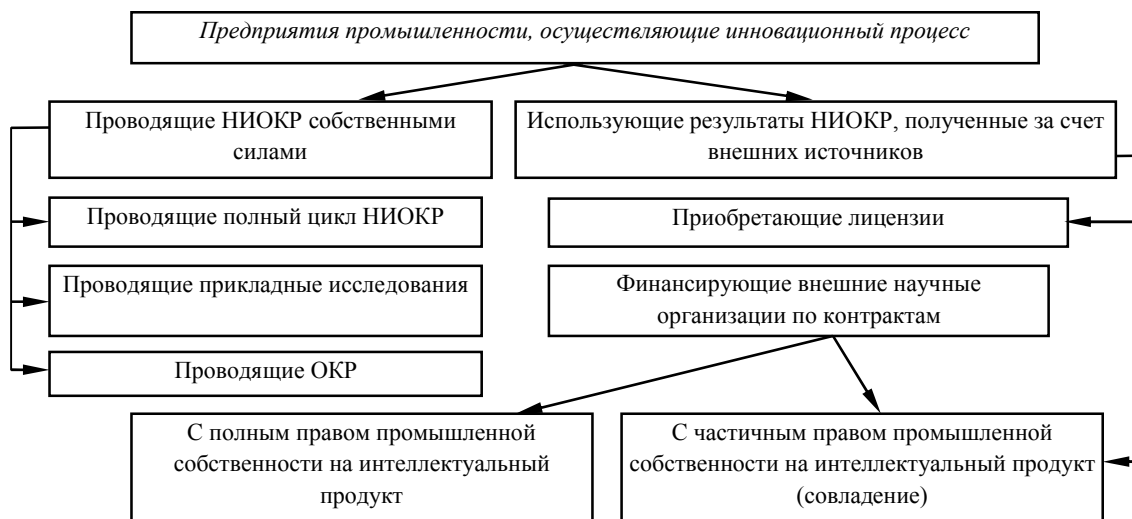 Предприятия промышленности, осуществляющие инновационный процесс
Проводящие НИОКР собственными
силами
Использующие результаты НИОКР, полученные за счет
внешних источников
Проводящие полный цикл НИОКР
Приобретающие лицензии
Проводящие прикладные исследования
Финансирующие внешние научные
организации по контрактам
Проводящие ОКР
С полным правом промышленной
собственности на интеллектуальный
продукт
С частичным правом промышленной
собственности на интеллектуальный продукт
(совладение)